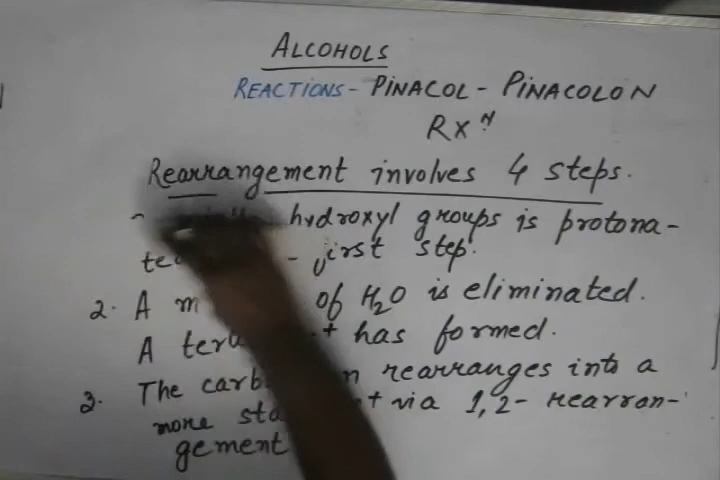 ALCOHOLS
REACTIONS - PINACOL - PINACOLON
RXN
Rearrangement involves 4 steps.
hydroxyl groups is protona-
- first step.
2. A m of H2O is eliminated.
A + has formed.
3. The rearranges into a
more + via 1,2- rearran-
gement